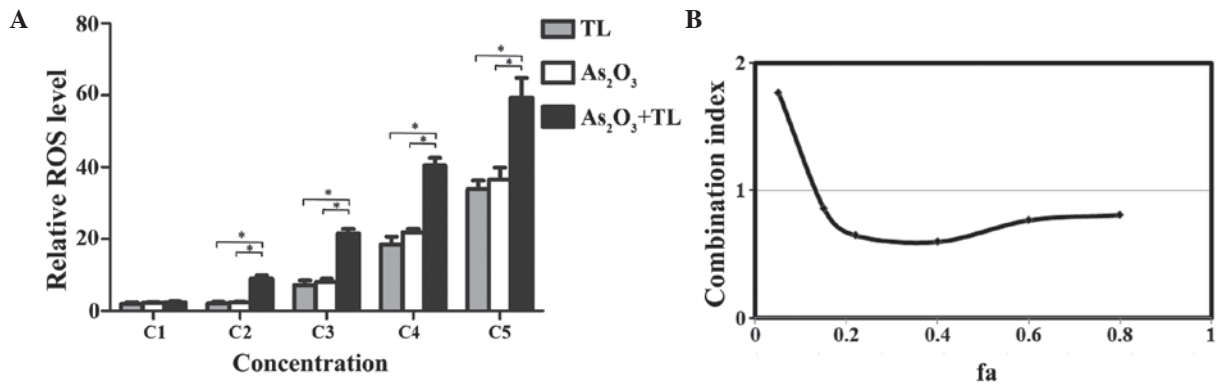 A
Relative ROS level
80
60
40
20
0
* * * * * * * *
C1 C2 C3 C4 C5
Concentration
TL
As₂O₃
As₂O₃+TL
B
Combination index
2
1
0
0 0.2 0.4 0.6 0.8 1
fa